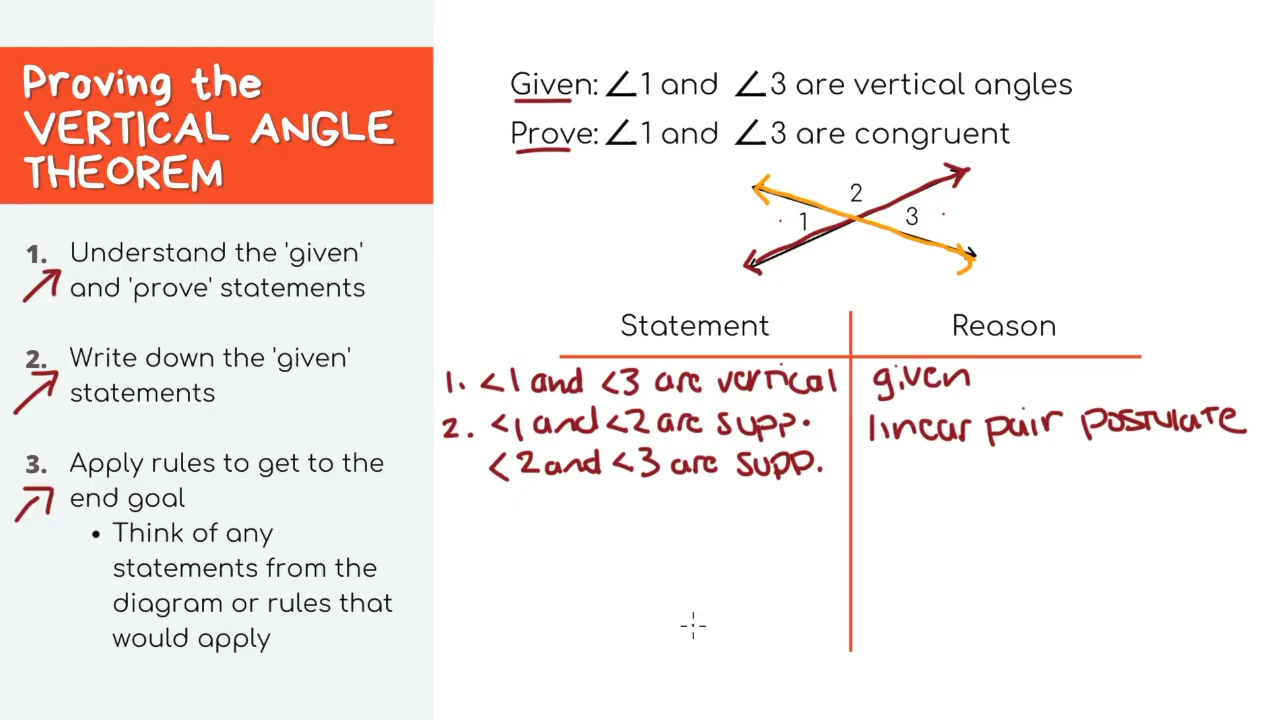 Proving the
VERTICAL ANGLE
THEOREM
1. Understand the 'given'
and 'prove' statements
2. Write down the 'given'
statements
3. Apply rules to get to the
end goal
• Think of any
statements from the
diagram or rules that
would apply
Given: ∠1 and ∠3 are vertical angles
Prove: ∠1 and ∠3 are congruent
2
1 3
Statement Reason
1. <1 and <3 are vertical given
2. <1 and <2 are supp. linear pair postulate
<2 and <3 are supp.